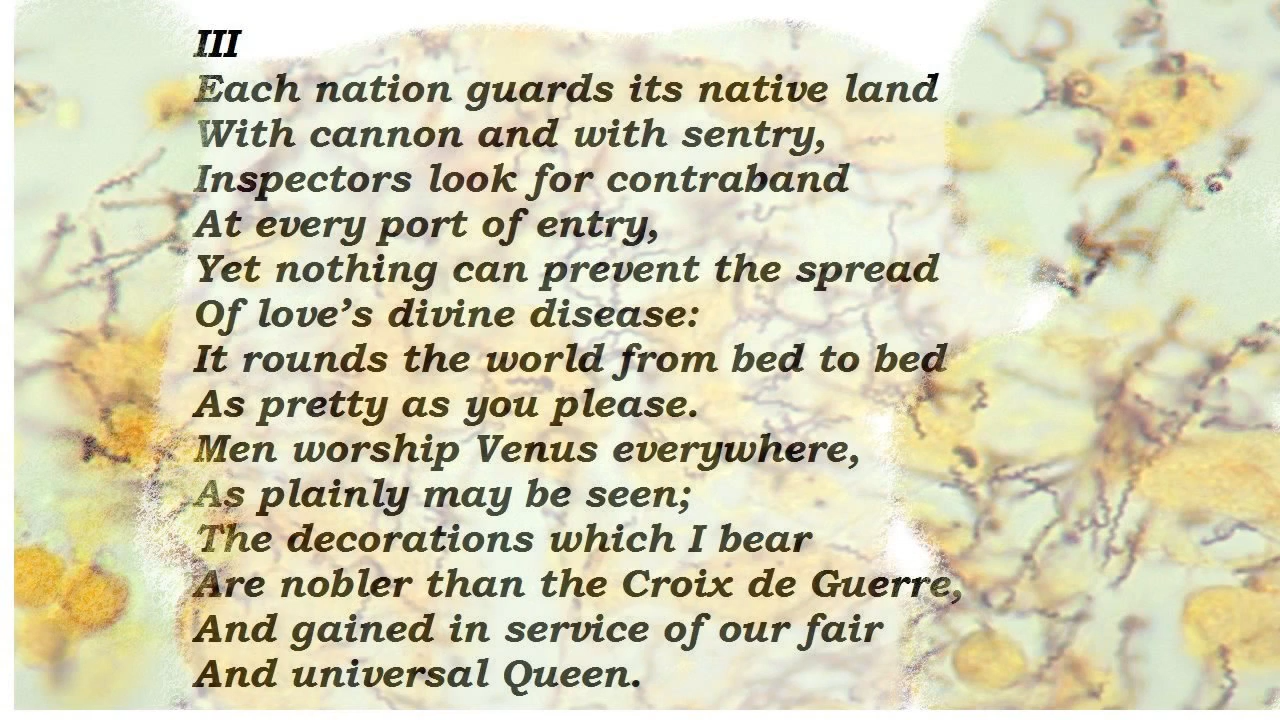 III
Each nation guards its native land
With cannon and with sentry,
Inspectors look for contraband
At every port of entry,
Yet nothing can prevent the spread
Of love’s divine disease:
It rounds the world from bed to bed
As pretty as you please.
Men worship Venus everywhere,
As plainly may be seen;
The decorations which I bear
Are nobler than the Croix de Guerre,
And gained in service of our fair
And universal Queen.